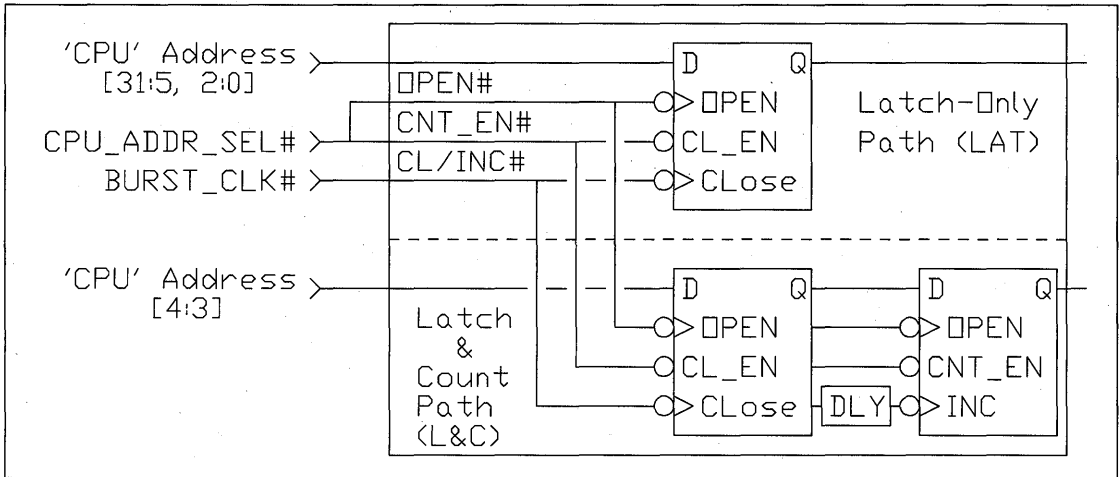 'CPU' Address
[31:5, 2:0]
CPU_ADDR_SEL#
BURST_CLK#
OPEN#
CNT_EN#
CL/INC#
D Q
OPEN
CL_EN
CLose
Latch-Only
Path (LAT)
'CPU' Address
[4:3]
Latch
&
Count
Path
(L&C)
D Q
OPEN
CL_EN
CLose
DLY
D Q
OPEN
CNT_EN
INC